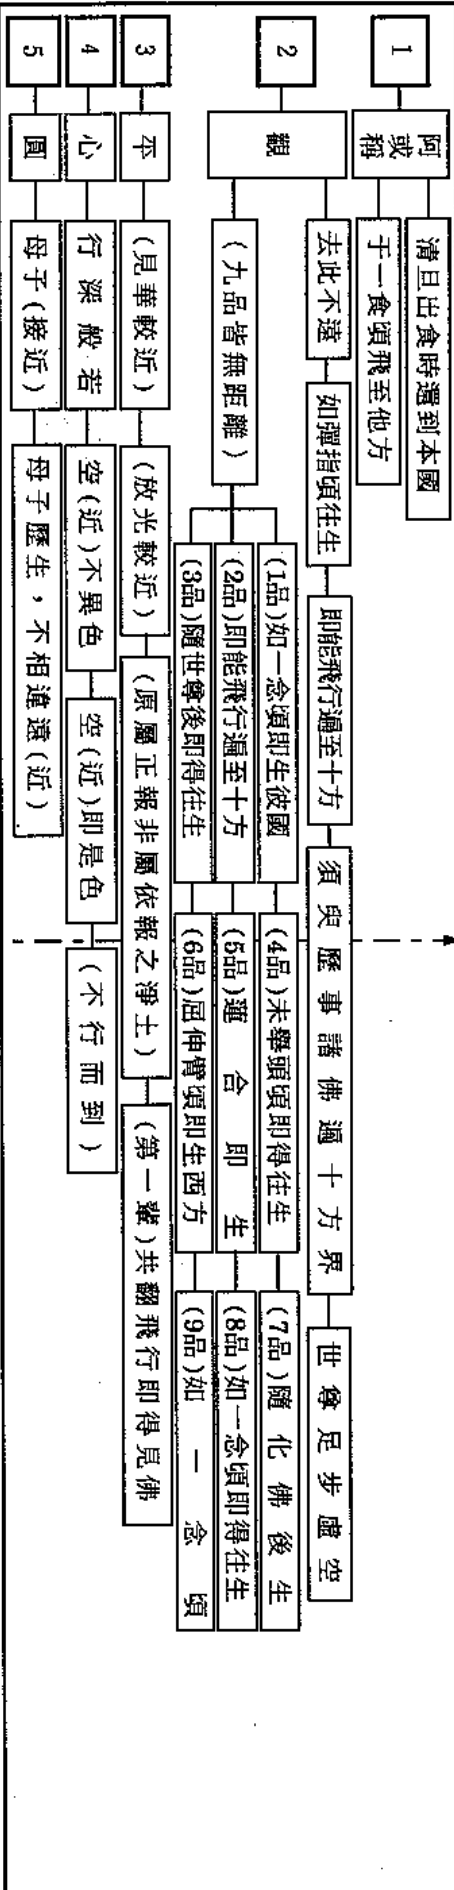 1
阿或稱
清旦出食時還到本國
于一食頃飛至他方
2
觀
去此不遠
如彈指頃往生
即能飛行遍至十方
須臾歷事諸佛遍十方界
世尊足步虛空
(九品皆無距離)
(1品)如一念頃即生彼國
(4品)未舉頭頃即得往生
(7品)隨化佛後生
(2品)即能飛行遍至十方
(5品)蓮合即生
(8品)如一念頃即得往生
(3品)隨世尊後即得往生
(6品)屈伸臂頃即生西方
(9品)如一念頃
3
平
(見華較近)
(放光較近)
(原屬正報非屬依報之淨土)
(第一輩)共翻飛行即得見佛
4
心
行深般若
空(近)不異色
空(近)即是色
(不行而到)
5
圓
母子(接近)
母子歷生，不相違遠(近)